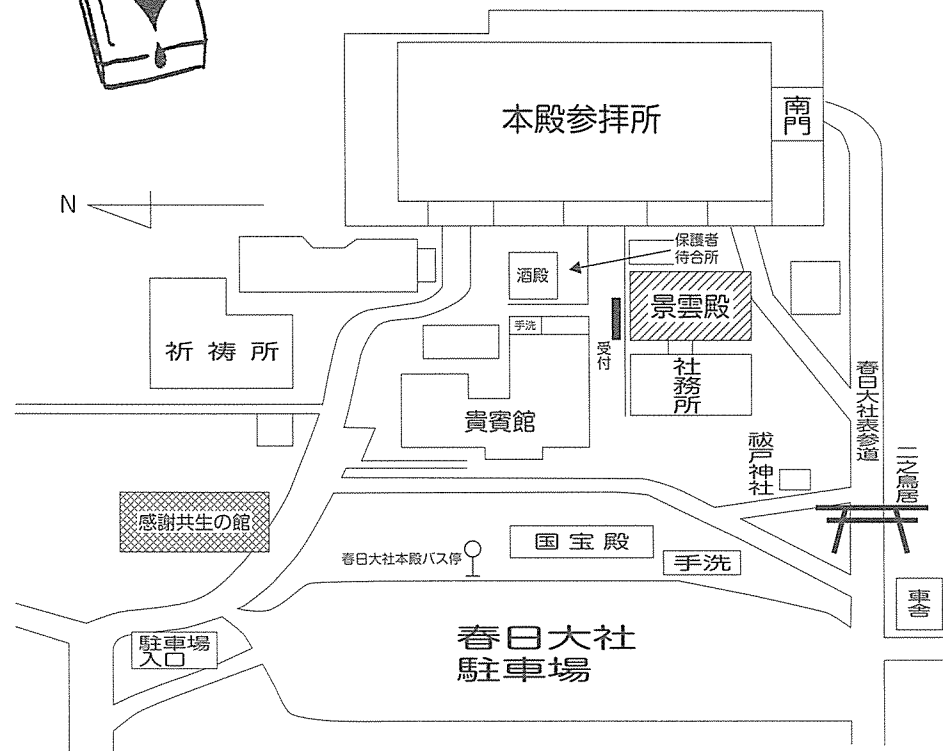 本殿参拝所
南門
N
保護者
待合所
酒殿
景雲殿
手洗
受付
祈祷所
社務所
貴賓館
春日大社表参道
祓戸神社
二之鳥居
感謝共生の館
国宝殿
春日大社本殿バス停
手洗
車舎
駐車場
入口
春日大社
駐車場